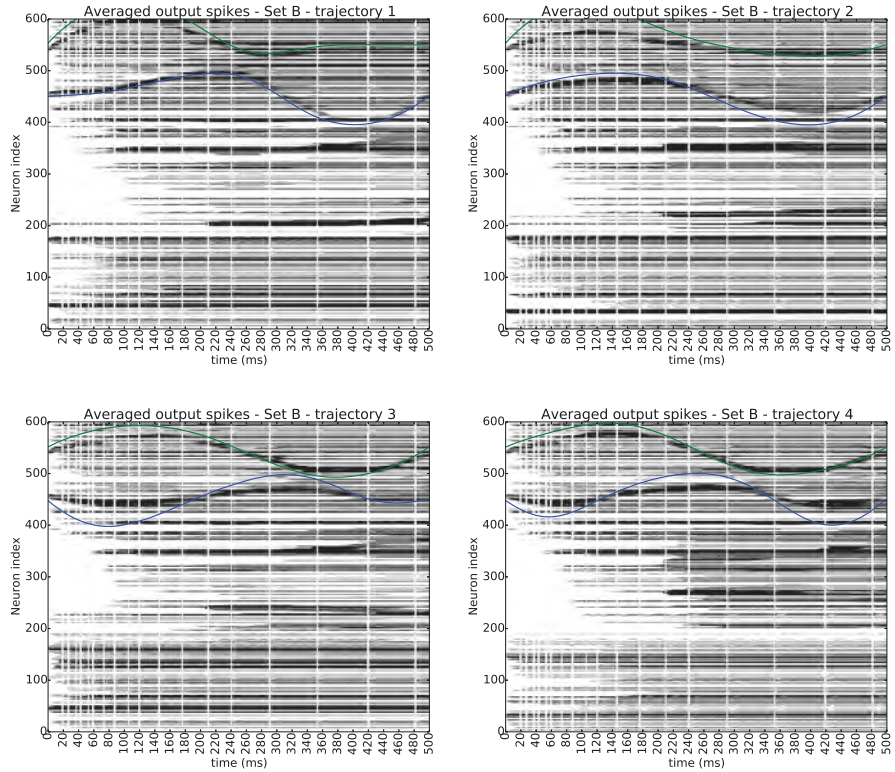 Averaged output spikes - Set B - trajectory 1
600
500
400
300
200
100
0
Neuron index
0 20 40 60 80 100 120 140 160 180 200 220 240 260 280 300 320 340 360 380 400 420 440 460 480 500
time (ms)
Averaged output spikes - Set B - trajectory 2
600
500
400
300
200
100
0
0 20 40 60 80 100 120 140 160 180 200 220 240 260 280 300 320 340 360 380 400 420 440 460 480 500
time (ms)
Averaged output spikes - Set B - trajectory 3
600
500
400
300
200
100
0
Neuron index
0 20 40 60 80 100 120 140 160 180 200 220 240 260 280 300 320 340 360 380 400 420 440 460 480 500
time (ms)
Averaged output spikes - Set B - trajectory 4
600
500
400
300
200
100
0
Neuron index
0 20 40 60 80 100 120 140 160 180 200 220 240 260 280 300 320 340 360 380 400 420 440 460 480 500
time (ms)